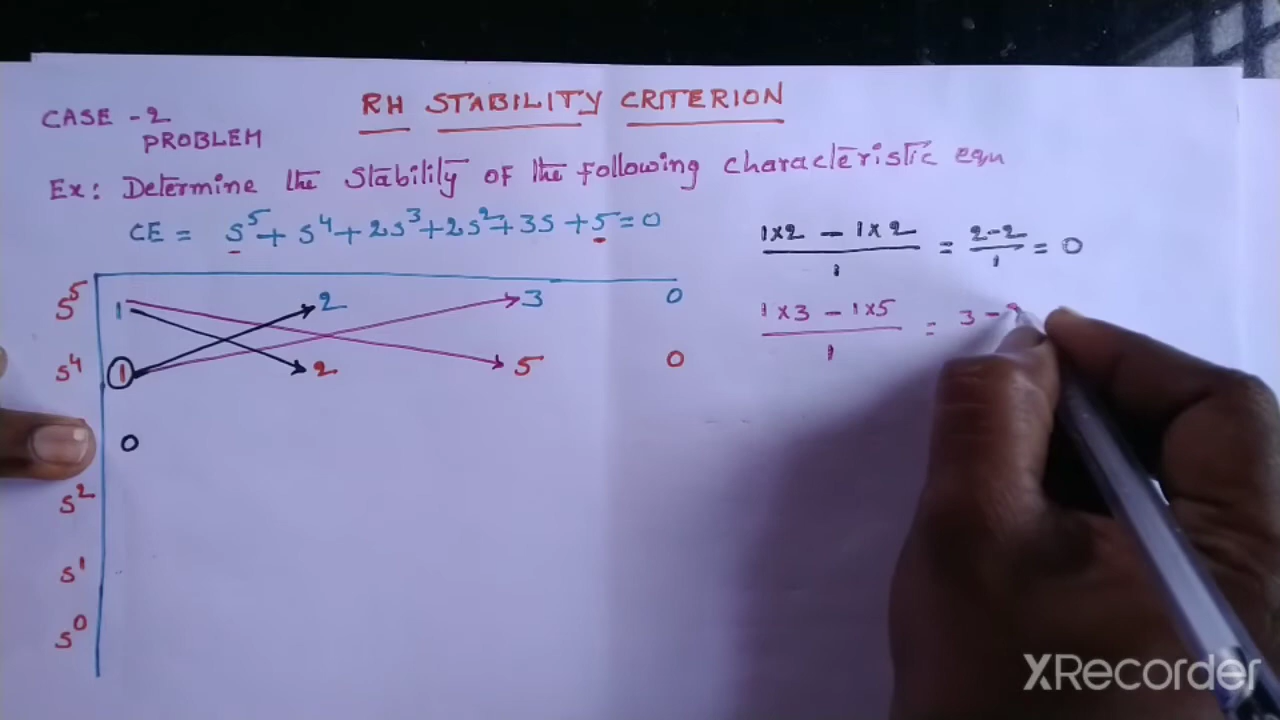 CASE - 2 RH STABILITY CRITERION
PROBLEM
Ex: Determine the Stability of the following characteristic equn
CE = s⁵ + s⁴ + 2s³ + 2s² + 3s + 5 = 0
1×2 - 1×2 / 1 = 2-2 / 1 = 0
s⁵ 1 2 3 0
1×3 - 1×5 / 1 = 3 -
s⁴ 1 2 5 0
0
s²
s¹
s⁰
XRecorder